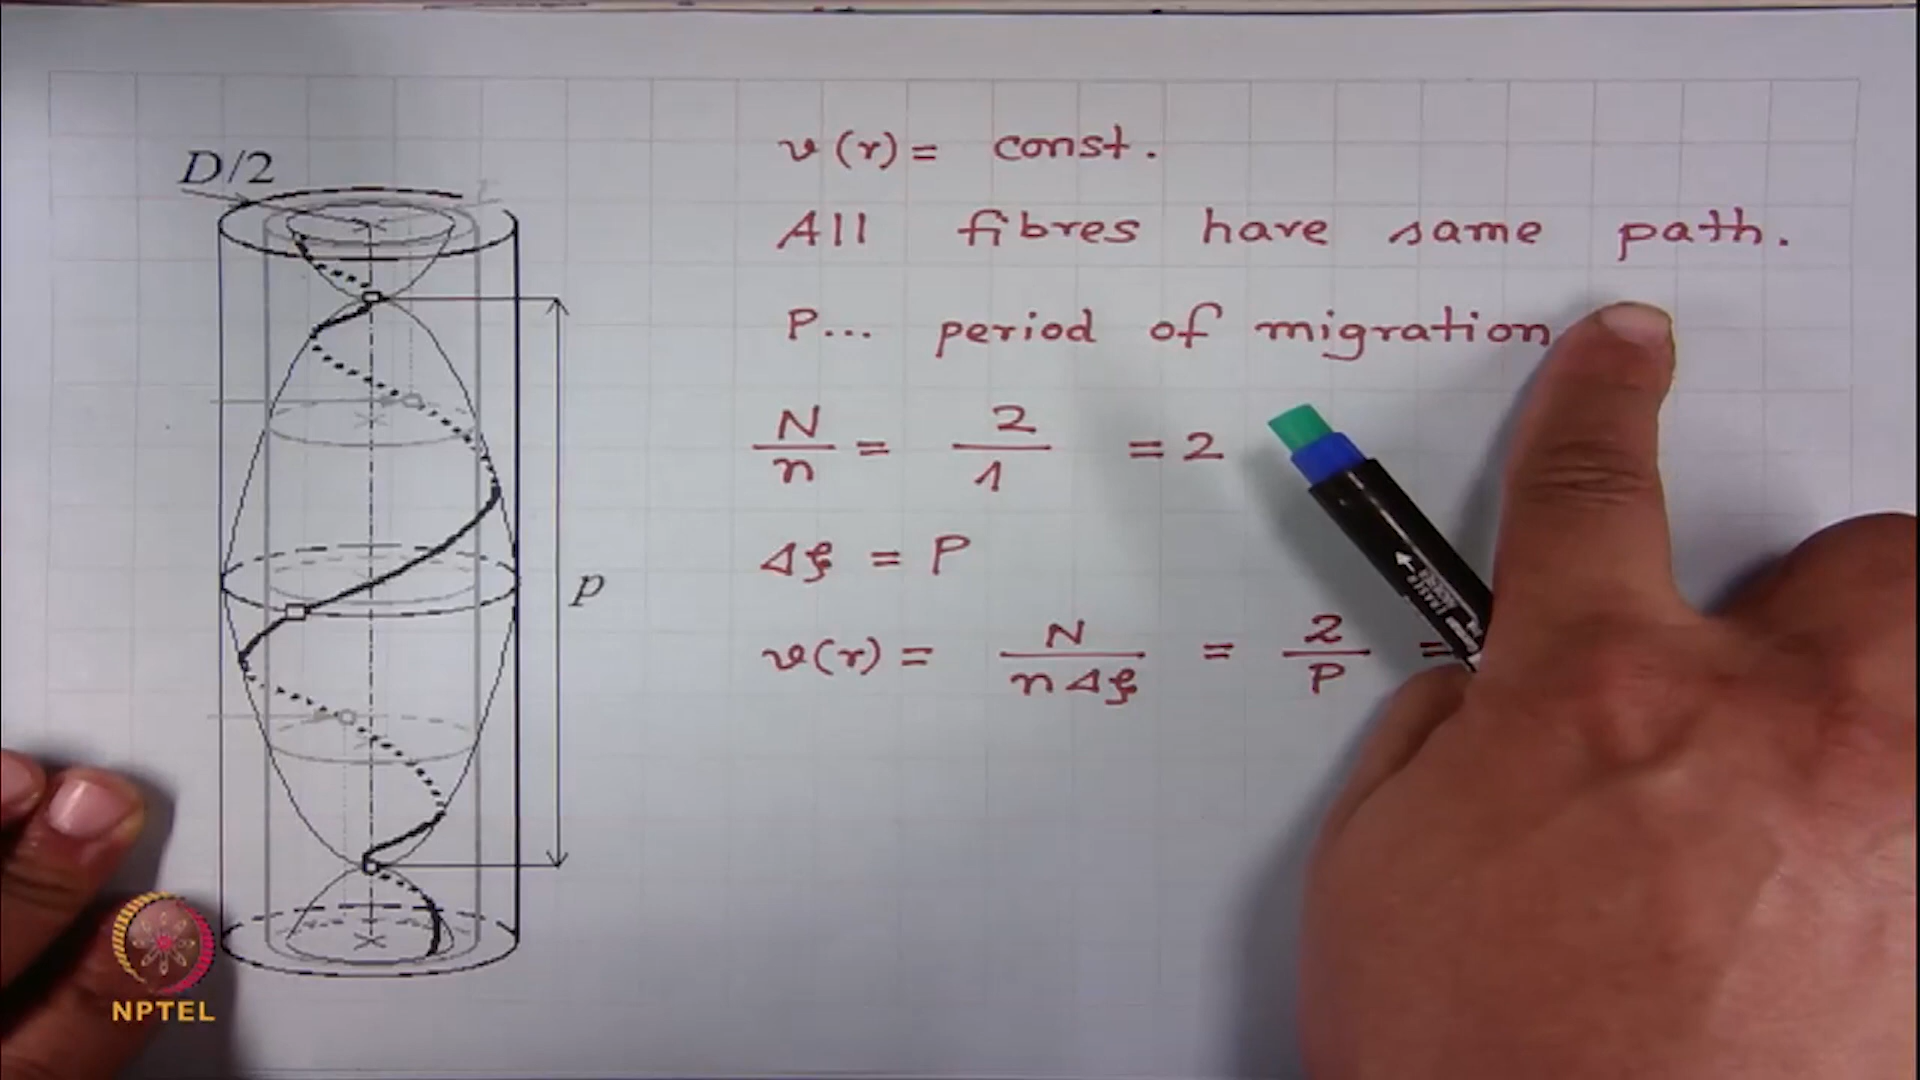 D/2
r
p
ν(r) = const.
All fibres have same path.
P... period of migration
N/n = 2/1 = 2
Δξ = P
ν(r) = N/nΔξ = 2/P =
NPTEL